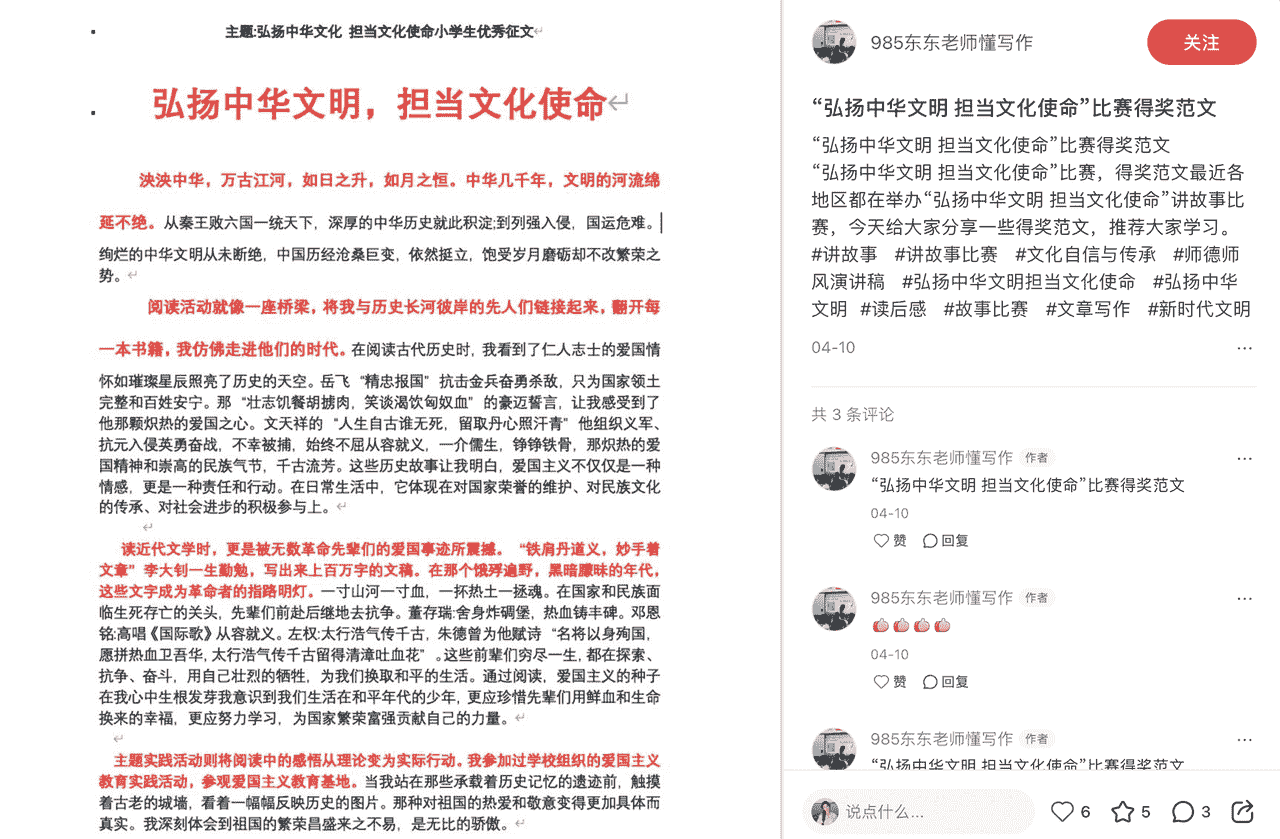 主题:弘扬中华文化 担当文化使命小学生优秀征文
弘扬中华文明，担当文化使命
泱泱中华，万古江河，如日之升，如月之恒。中华几千年，文明的河流绵
延不绝。从秦王败六国一统天下，深厚的中华历史就此积淀;到列强入侵，国运危难。
绚烂的中华文明从未断绝，中国历经沧桑巨变，依然挺立，饱受岁月磨砺却不改繁荣之
势。
阅读活动就像一座桥梁，将我与历史长河彼岸的先人们链接起来，翻开每
一本书籍，我仿佛走进他们的时代。在阅读古代历史时，我看到了仁人志士的爱国情
怀如璀璨星辰照亮了历史的天空。岳飞“精忠报国”抗击金兵奋勇杀敌，只为国家领土
完整和百姓安宁。那“壮志饥餐胡掳肉，笑谈渴饮匈奴血”的豪迈誓言，让我感受到了
他那颗炽热的爱国之心。文天祥的“人生自古谁无死，留取丹心照汗青”他组织义军、
抗元入侵英勇奋战，不幸被捕，始终不屈从容就义，一介儒生，铮铮铁骨，那炽热的爱
国精神和崇高的民族气节，千古流芳。这些历史故事让我明白，爱国主义不仅仅是一种
情感，更是一种责任和行动。在日常生活中，它体现在对国家荣誉的维护、对民族文化
的传承、对社会进步的积极参与上。
读近代文学时，更是被无数革命先辈们的爱国事迹所震撼。“铁肩丹道义，妙手着
文章”李大钊一生勤勉，写出来上百万字的文稿。在那个饿殍遍野，黑暗朦昧的年代，
这些文字成为革命者的指路明灯。一寸山河一寸血，一抔热土一拯魂。在国家和民族面
临生死存亡的关头，先辈们前赴后继地去抗争。董存瑞:舍身炸碉堡，热血铸丰碑。邓恩
铭:高唱《国际歌》从容就义。左权:太行浩气传千古，朱德曾为他赋诗“名将以身殉国，
愿拼热血卫吾华,太行浩气传千古留得清漳吐血花”。这些前辈们穷尽一生,都在探索、
抗争、奋斗，用自己壮烈的牺牲，为我们换取和平的生活。通过阅读，爱国主义的种子
在我心中生根发芽我意识到我们生活在和平年代的少年,更应珍惜先辈们用鲜血和生命
换来的幸福，更应努力学习，为国家繁荣富强贡献自己的力量。
主题实践活动则将阅读中的感悟从理论变为实际行动。我参加过学校组织的爱国主义
教育实践活动，参观爱国主义教育基地。当我站在那些承载着历史记忆的遗迹前，触摸
着古老的城墙，看着一幅幅反映历史的图片。那种对祖国的热爱和敬意变得更加具体而
真实。我深刻体会到祖国的繁荣昌盛来之不易，是无比的骄傲。
985东东老师懂写作
关注
“弘扬中华文明 担当文化使命”比赛得奖范文
“弘扬中华文明 担当文化使命”比赛得奖范文
“弘扬中华文明 担当文化使命”比赛，得奖范文最近各
地区都在举办“弘扬中华文明 担当文化使命”讲故事比
赛，今天给大家分享一些得奖范文，推荐大家学习。
#讲故事 #讲故事比赛 #文化自信与传承 #师德师
风演讲稿 #弘扬中华文明担当文化使命 #弘扬中华
文明 #读后感 #故事比赛 #文章写作 #新时代文明
04-10
共 3 条评论
985东东老师懂写作 作者
“弘扬中华文明 担当文化使命”比赛得奖范文
04-10
赞 回复
985东东老师懂写作 作者
04-10
赞 回复
985东东老师懂写作 作者
“弘扬中华文明 担当文化使命”比赛得奖范文
说点什么... 6 5 3